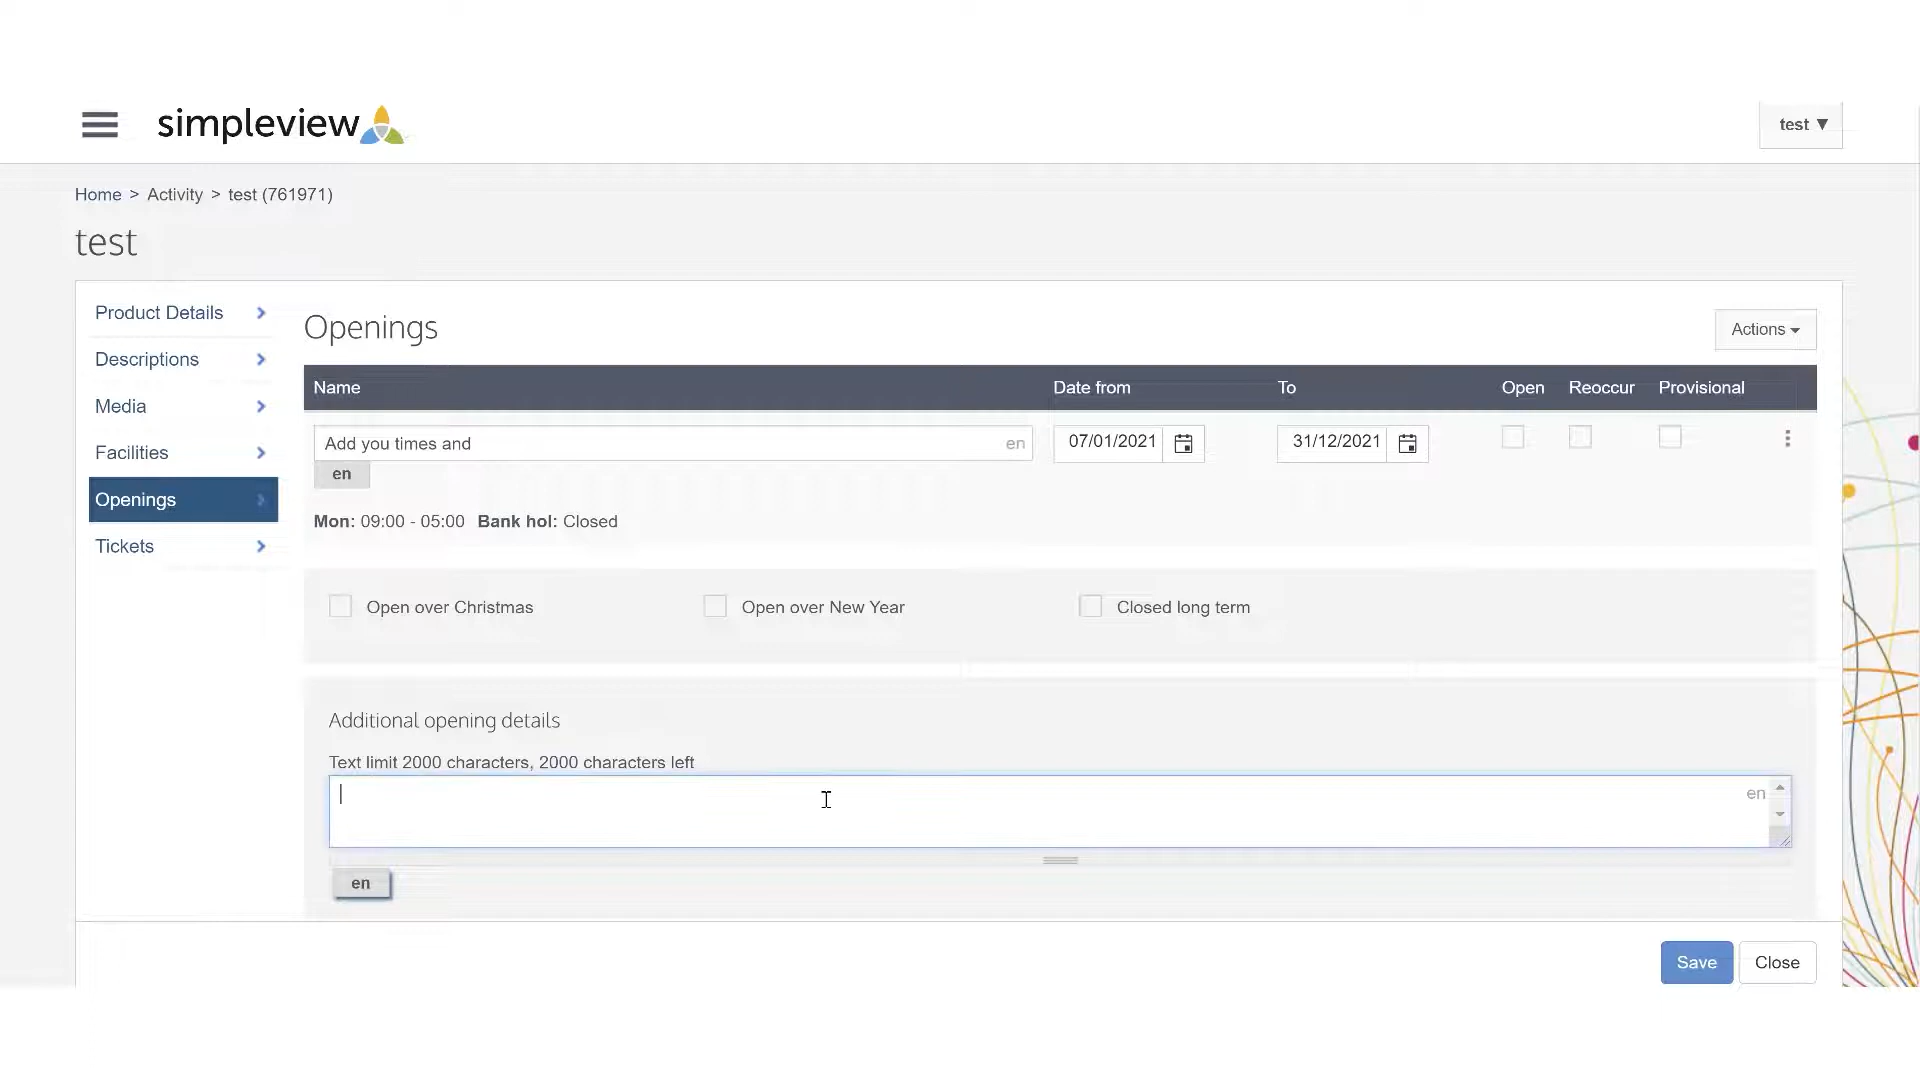 simpleview
test ▼
Home > Activity > test (761971)
test
Product Details
Descriptions
Media
Facilities
Openings
Tickets
Openings
Actions
Name Date from To Open Reoccur Provisional
Add you times and en
07/01/2021
31/12/2021
en
Mon: 09:00 - 05:00 Bank hol: Closed
Open over Christmas
Open over New Year
Closed long term
Additional opening details
Text limit 2000 characters, 2000 characters left
en
en
Save
Close